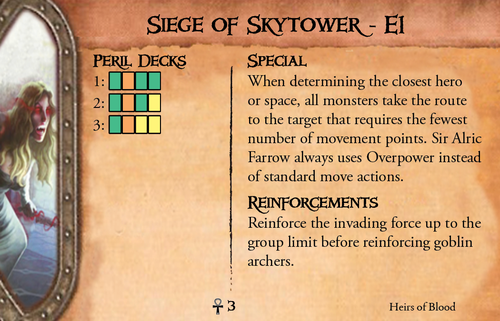 Siege of Skytower - E1
Peril Decks
1:
2:
3:
Special
When determining the closest hero
or space, all monsters take the route
to the target that requires the fewest
number of movement points. Sir Alric
Farrow always uses Overpower instead
of standard move actions.
Reinforcements
Reinforce the invading force up to the
group limit before reinforcing goblin
archers.
3
Heirs of Blood